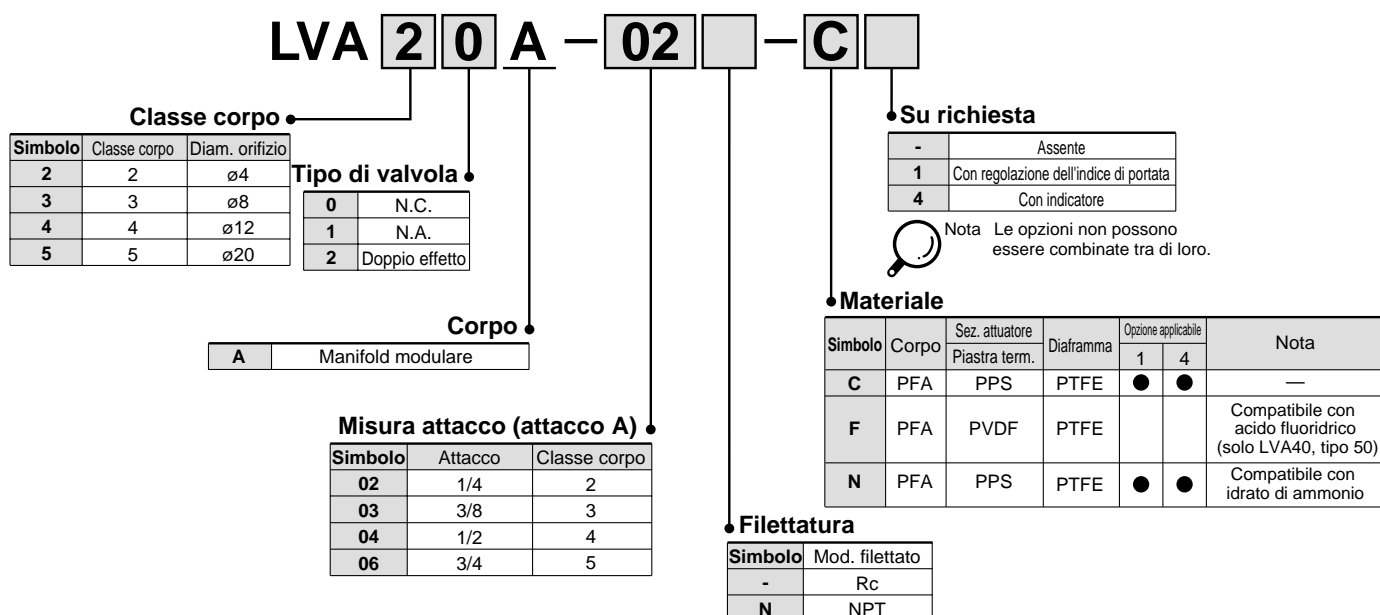 LVA 2 0 A – 02 – C
Classe corpo
Simbolo Classe corpo Diam. orifizio
2 2 ø4
3 3 ø8
4 4 ø12
5 5 ø20
Tipo di valvola
0 N.C.
1 N.A.
2 Doppio effetto
Su richiesta
- Assente
1 Con regolazione dell'indice di portata
4 Con indicatore
Nota Le opzioni non possono
essere combinate tra di loro.
Corpo
A Manifold modulare
Materiale
Simbolo Corpo Sez. attuatore Piastra term. Diaframma Opzione applicabile 1 4 Nota
C PFA PPS PTFE ● ● —
F PFA PVDF PTFE Compatibile con
acido fluoridrico
(solo LVA40, tipo 50)
N PFA PPS PTFE ● ● Compatibile con
idrato di ammonio
Misura attacco (attacco A)
Simbolo Attacco Classe corpo
02 1/4 2
03 3/8 3
04 1/2 4
06 3/4 5
Filettatura
Simbolo Mod. filettato
- Rc
N NPT